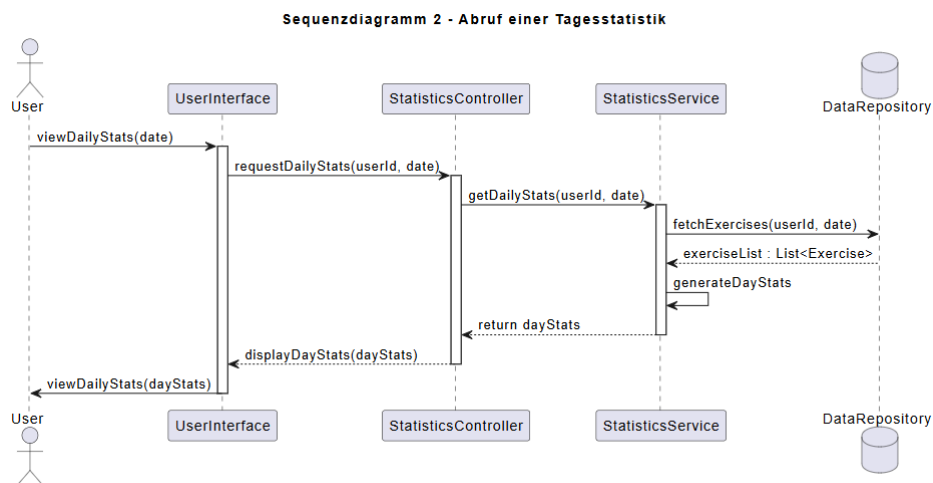 Sequenzdiagramm 2 - Abruf einer Tagesstatistik
User
UserInterface
StatisticsController
StatisticsService
DataRepository
viewDailyStats(date)
requestDailyStats(userId, date)
getDailyStats(userId, date)
fetchExercises(userId, date)
exerciseList : List<Exercise>
generateDayStats
return dayStats
displayDayStats(dayStats)
viewDailyStats(dayStats)
User
UserInterface
StatisticsController
StatisticsService
DataRepository